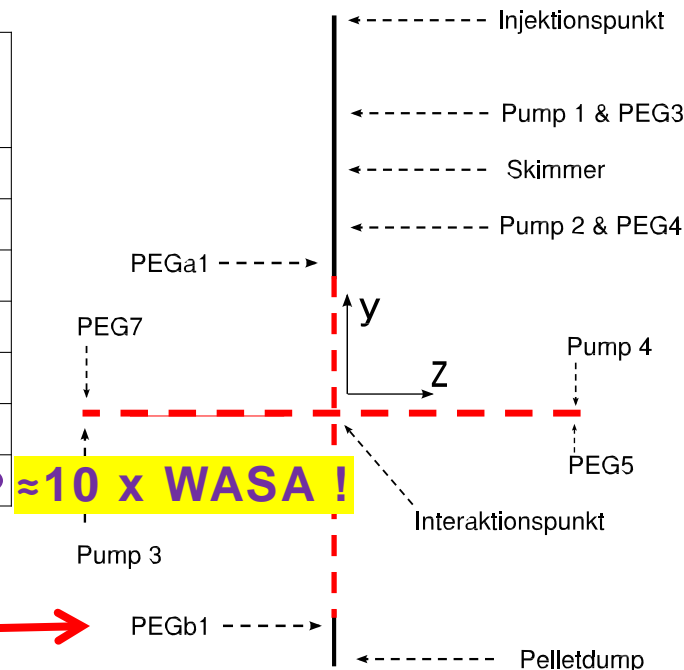 Injektionspunkt
Pump 1 & PEG3
Skimmer
Pump 2 & PEG4
PEGa1
y
PEG7
Pump 4
z
PEG5
≈10 x WASA !
Interaktionspunkt
Pump 3
PEGb1
Pelletdump